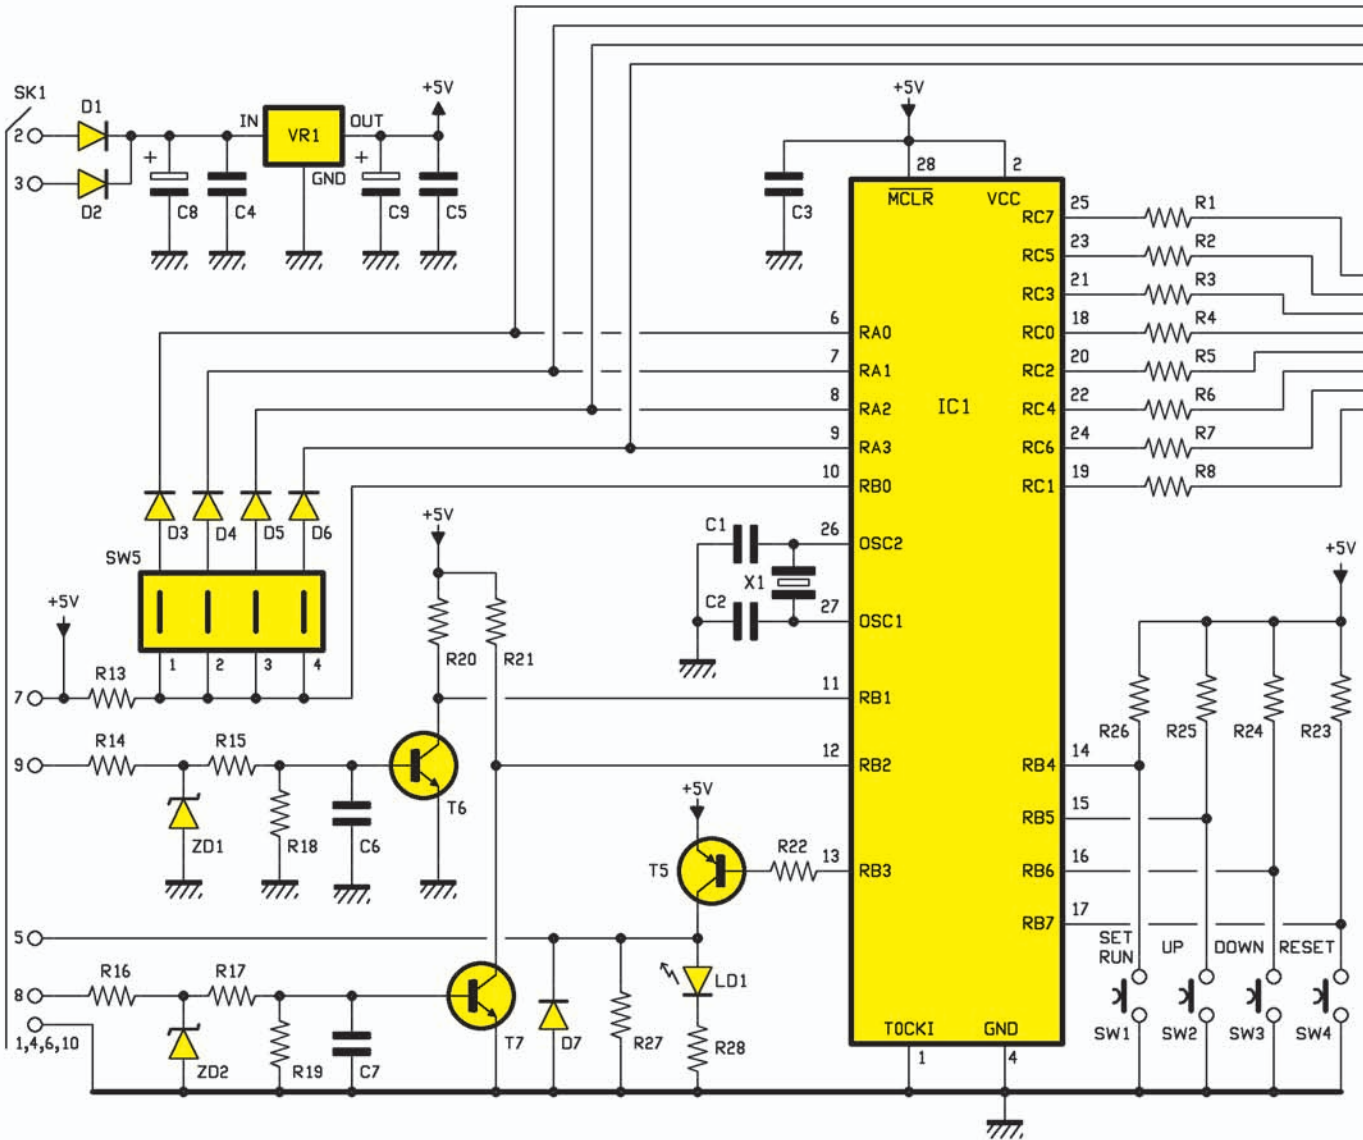 SK1
D1
+5V
+5V
2
IN
VR1
OUT
3
+
+
GND
28
2
D2
C8
C4
C9
C5
C3
MCLR
VCC
25
R1
RC7
23
R2
RC5
21
R3
RC3
6
18
R4
RA0
RC0
7
20
R5
RA1
RC2
8
22
R6
RA2
IC1
RC4
9
24
R7
RA3
RC6
10
19
R8
RB0
RC1
D3
D4
D5
D6
+5V
C1
26
OSC2
SW5
X1
+5V
+5V
C2
27
OSC1
R20
R21
1
2
3
4
R13
11
7
RB1
R26
R25
R24
R23
R14
R15
12
14
9
RB2
RB4
+5V
T6
15
ZD1
R18
C6
RB5
R22
13
16
T5
RB3
RB6
17
RB7
5
SET
RUN
UP
DOWN
RESET
R16
R17
LD1
8
SW1
SW2
SW3
SW4
T0CKI
GND
1,4,6,10
T7
D7
R27
R28
1
4
ZD2
R19
C7